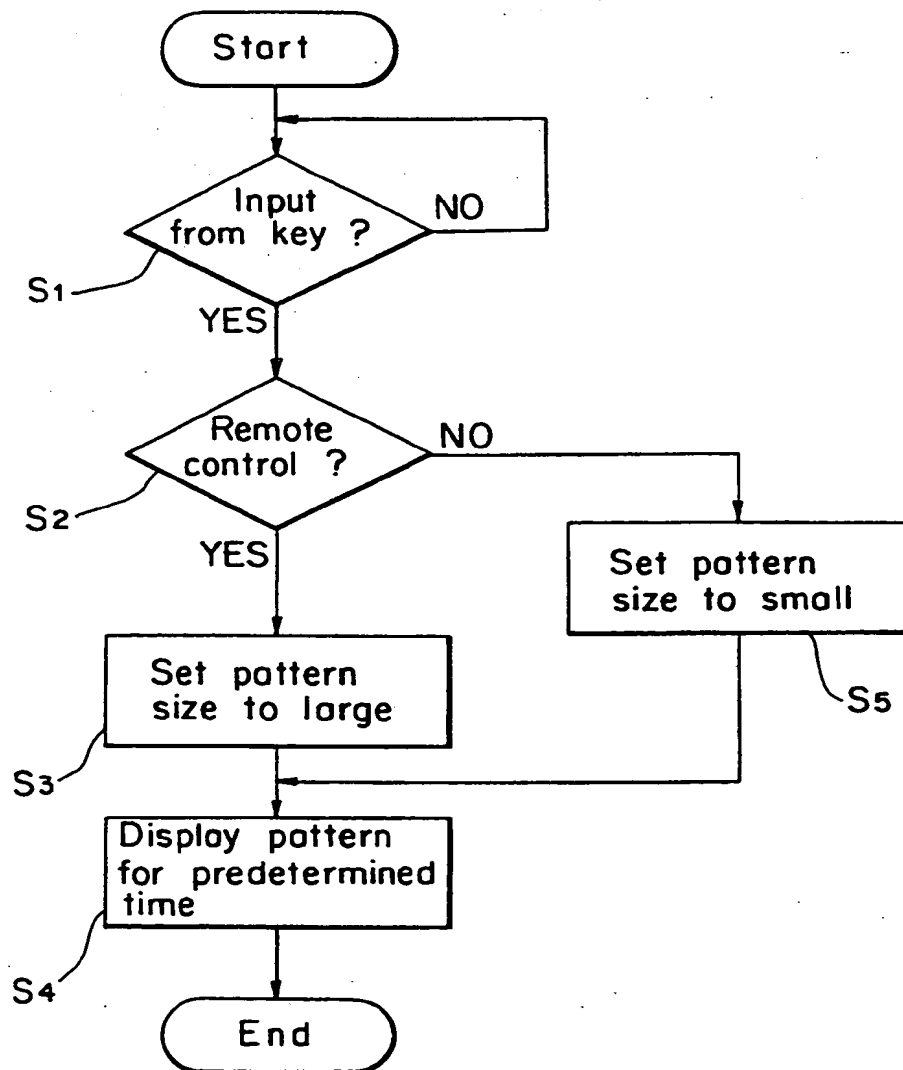 Start
Input
from key ?
NO
S1
YES
Remote
control ?
NO
S2
YES
Set pattern
size to small
S5
Set pattern
size to large
S3
Display pattern
for predetermined
time
S4
End